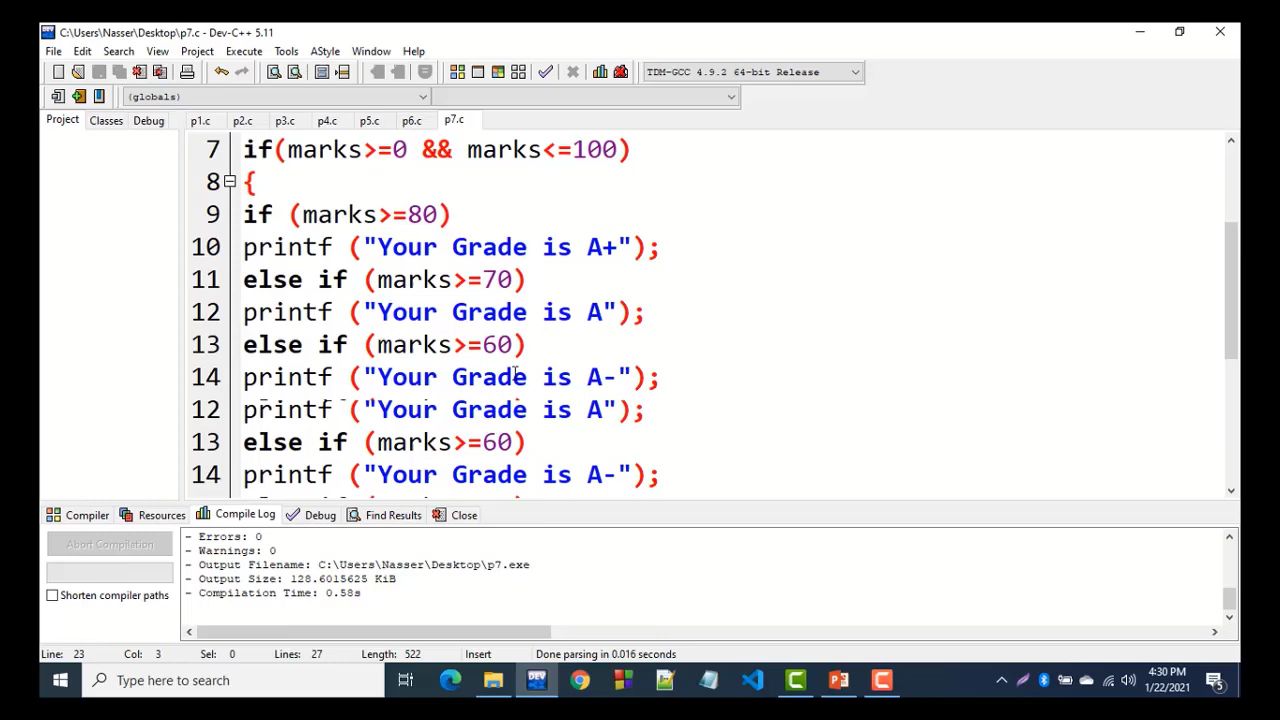 C:\Users\Nasser\Desktop\p7.c - Dev-C++ 5.11
File Edit Search View Project Execute Tools AStyle Window Help
TDM-GCC 4.9.2 64-bit Release
(globals)
Project Classes Debug p1.c p2.c p3.c p4.c p5.c p6.c p7.c
7 if(marks>=0 && marks<=100)
8 {
9 if (marks>=80)
10 printf ("Your Grade is A+");
11 else if (marks>=70)
12 printf ("Your Grade is A");
13 else if (marks>=60)
14 printf ("Your Grade is A-");
12 printf ("Your Grade is A");
13 else if (marks>=60)
14 printf ("Your Grade is A-");
Compiler Resources Compile Log Debug Find Results Close
Abort Compilation
Shorten compiler paths
- Errors: 0
- Warnings: 0
- Output Filename: C:\Users\Nasser\Desktop\p7.exe
- Output Size: 128.6015625 KiB
- Compilation Time: 0.58s
Line: 23 Col: 3 Sel: 0 Lines: 27 Length: 522 Insert Done parsing in 0.016 seconds
Type here to search
DEV
4:30 PM
1/22/2021
5